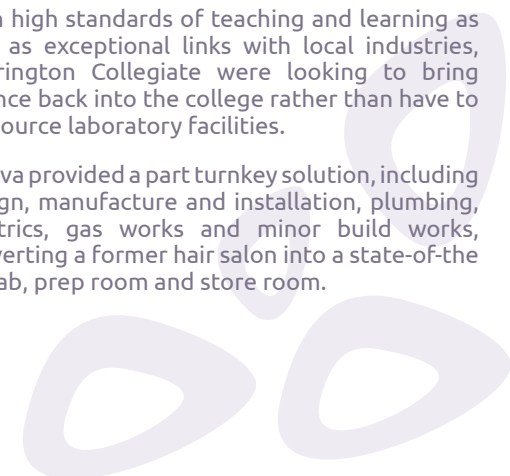 high standards of teaching and learning as
as exceptional links with local industries,
rington Collegiate were looking to bring
nce back into the college rather than have to
ource laboratory facilities.
va provided a part turnkey solution, including
gn, manufacture and installation, plumbing,
trics, gas works and minor build works,
verting a former hair salon into a state-of-the
ab, prep room and store room.